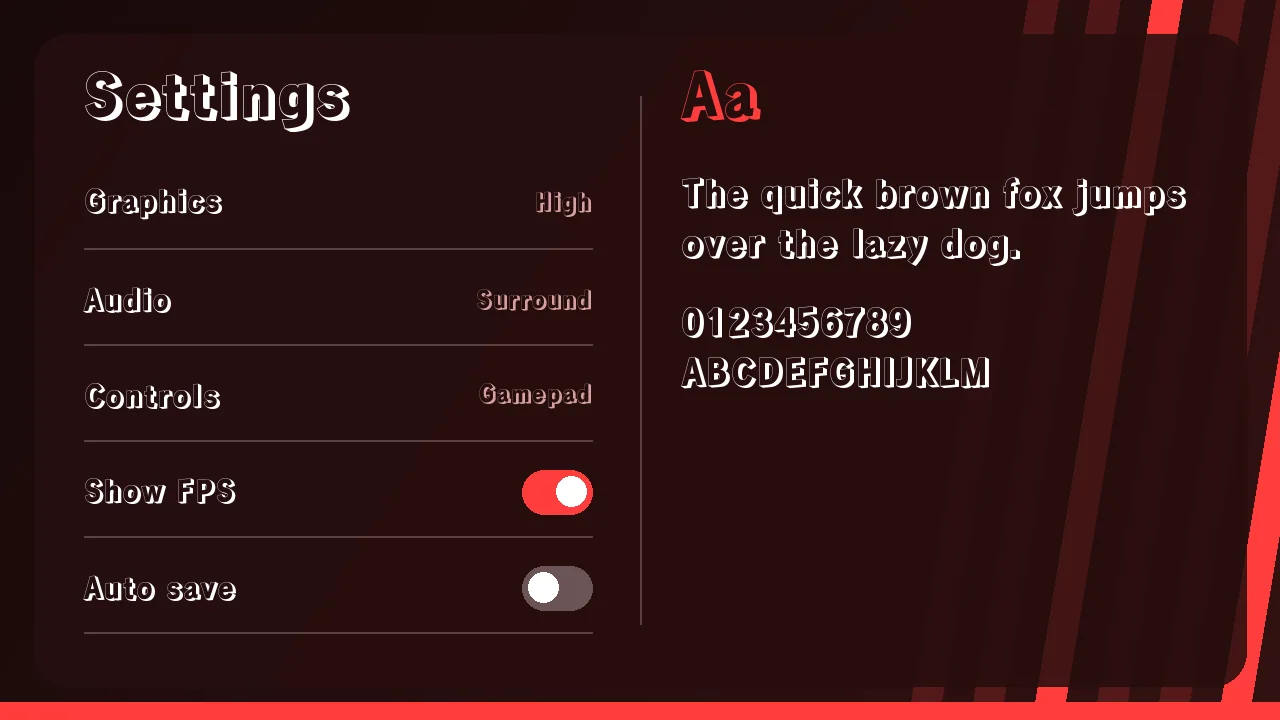 Settings
Graphics High
Audio Surround
Controls Gamepad
Show FPS
Auto save
Aa
The quick brown fox jumps
over the lazy dog.
0123456789
ABCDEFGHIJKLM